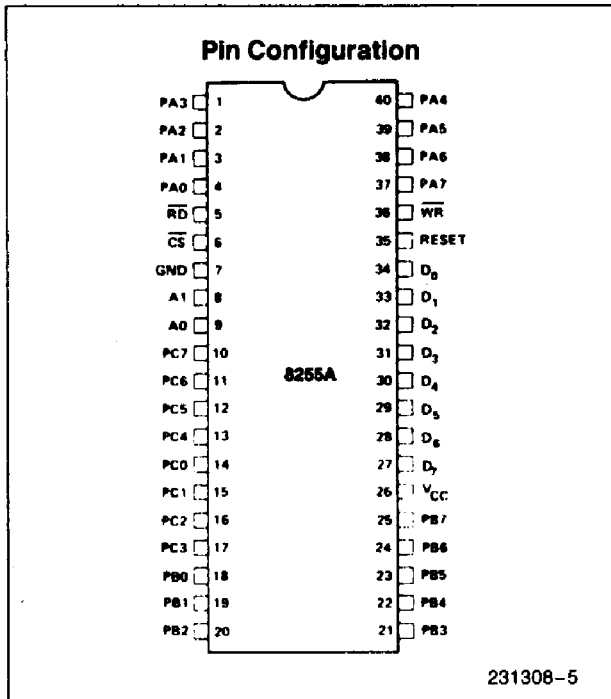 Pin Configuration
PA3 1 40 PA4
PA2 2 39 PA5
PA1 3 38 PA6
PA0 4 37 PA7
R̅D̅ 5 36 W̅R̅
C̅S̅ 6 35 RESET
GND 7 34 D0
A1 8 33 D1
A0 9 32 D2
PC7 10 31 D3
PC6 11 8255A 30 D4
PC5 12 29 D5
PC4 13 28 D6
PC0 14 27 D7
PC1 15 26 VCC
PC2 16 25 PB7
PC3 17 24 PB6
PB0 18 23 PB5
PB1 19 22 PB4
PB2 20 21 PB3
231308-5